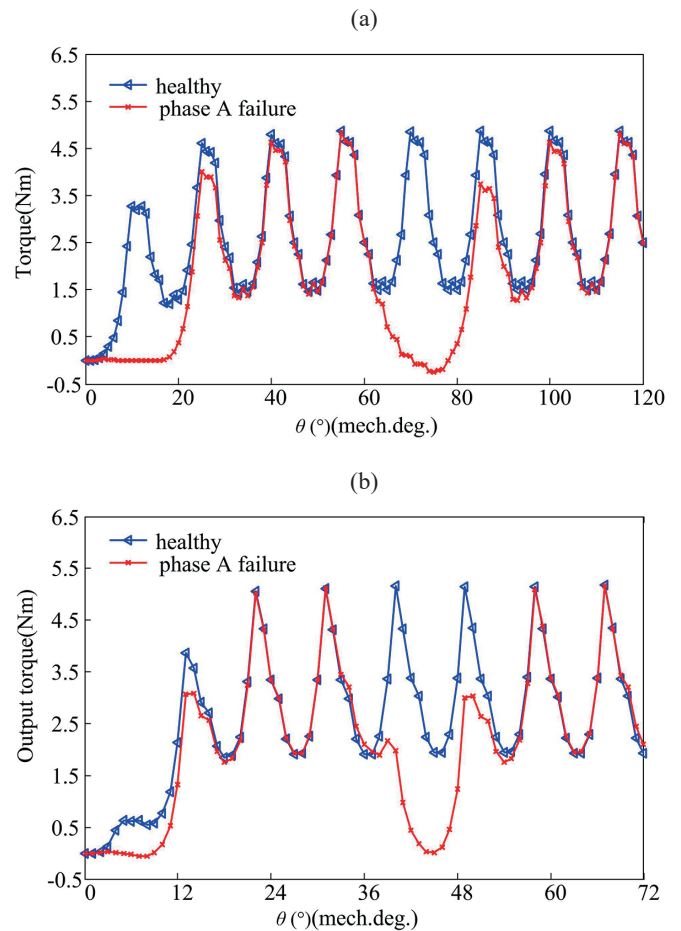 (a)
6.5
5.5
4.5
3.5
2.5
1.5
0.5
-0.5
Torque(Nm)
healthy
phase A failure
0 20 40 60 80 100 120
θ (°)(mech.deg.)
(b)
6.5
5.5
4.5
3.5
2.5
1.5
0.5
-0.5
Output torque(Nm)
healthy
phase A failure
0 12 24 36 48 60 72
θ (°)(mech.deg.)